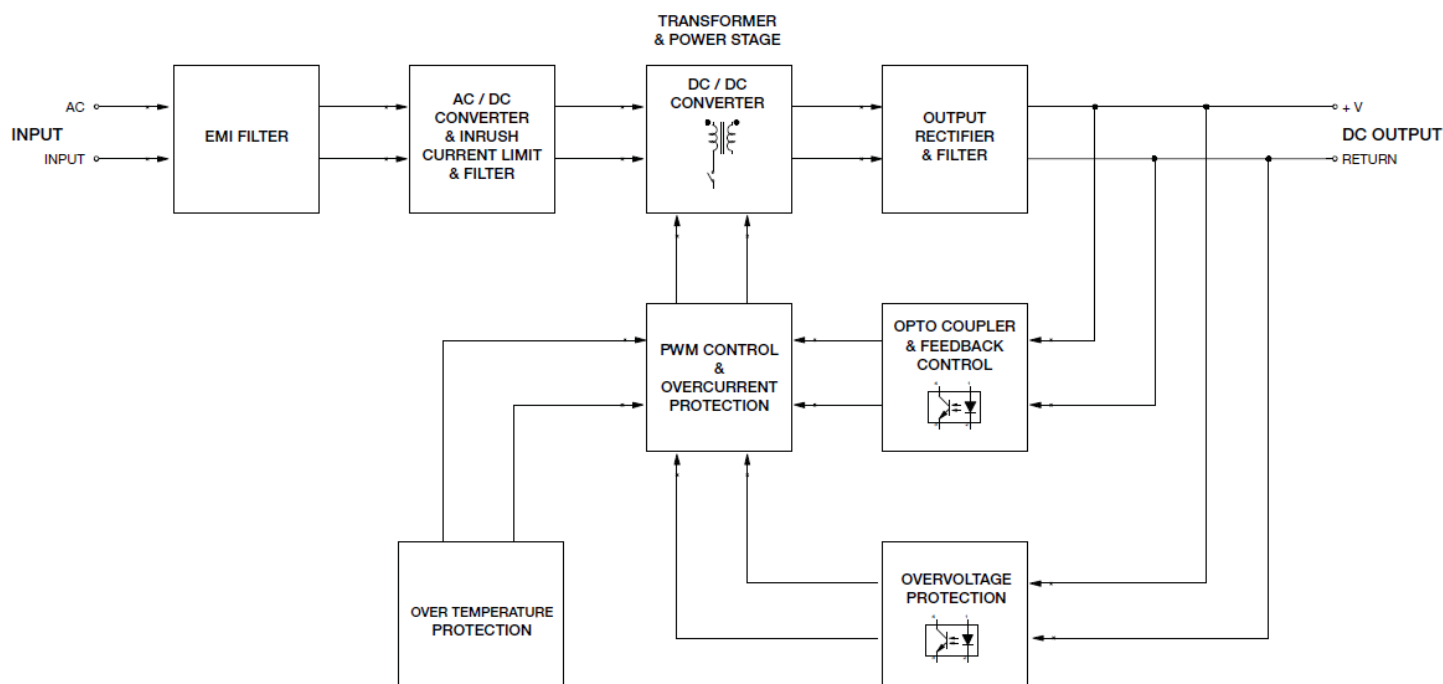 TRANSFORMER
& POWER STAGE
AC
INPUT
INPUT
EMI FILTER
AC / DC
CONVERTER
& INRUSH
CURRENT LIMIT
& FILTER
DC / DC
CONVERTER
OUTPUT
RECTIFIER
& FILTER
+ V
DC OUTPUT
RETURN
PWM CONTROL
&
OVERCURRENT
PROTECTION
OPTO COUPLER
& FEEDBACK
CONTROL
OVER TEMPERATURE
PROTECTION
OVERVOLTAGE
PROTECTION